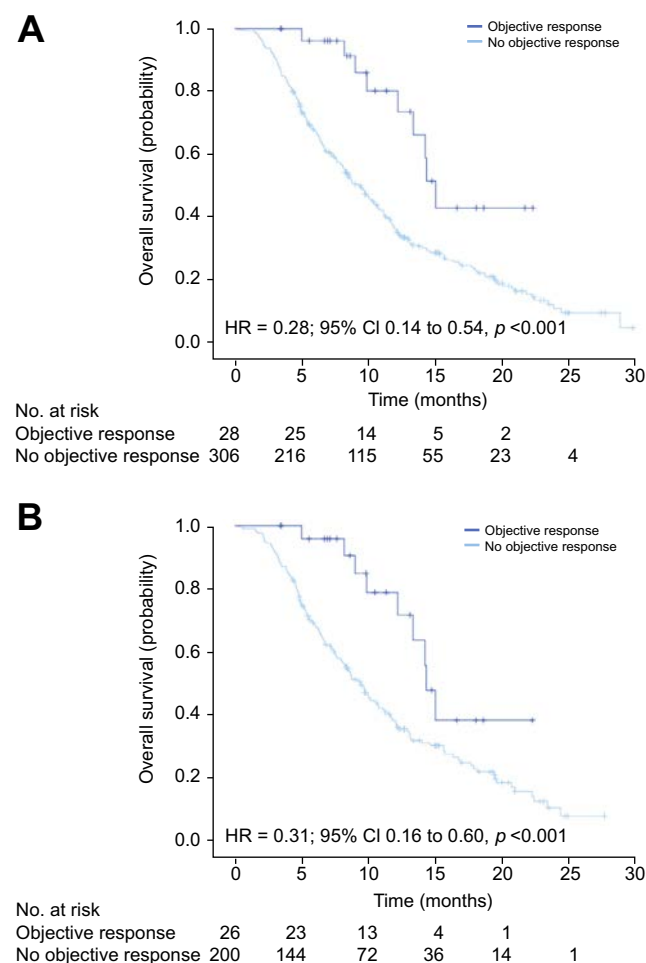 A
Objective response
No objective response
Overall survival (probability)
1.0
0.8
0.6
0.4
0.2
0.0
HR = 0.28; 95% CI 0.14 to 0.54, p <0.001
0 5 10 15 20 25 30
Time (months)
No. at risk
Objective response 28 25 14 5 2
No objective response 306 216 115 55 23 4
B
Objective response
No objective response
Overall survival (probability)
1.0
0.8
0.6
0.4
0.2
0.0
HR = 0.31; 95% CI 0.16 to 0.60, p <0.001
0 5 10 15 20 25 30
Time (months)
No. at risk
Objective response 26 23 13 4 1
No objective response 200 144 72 36 14 1